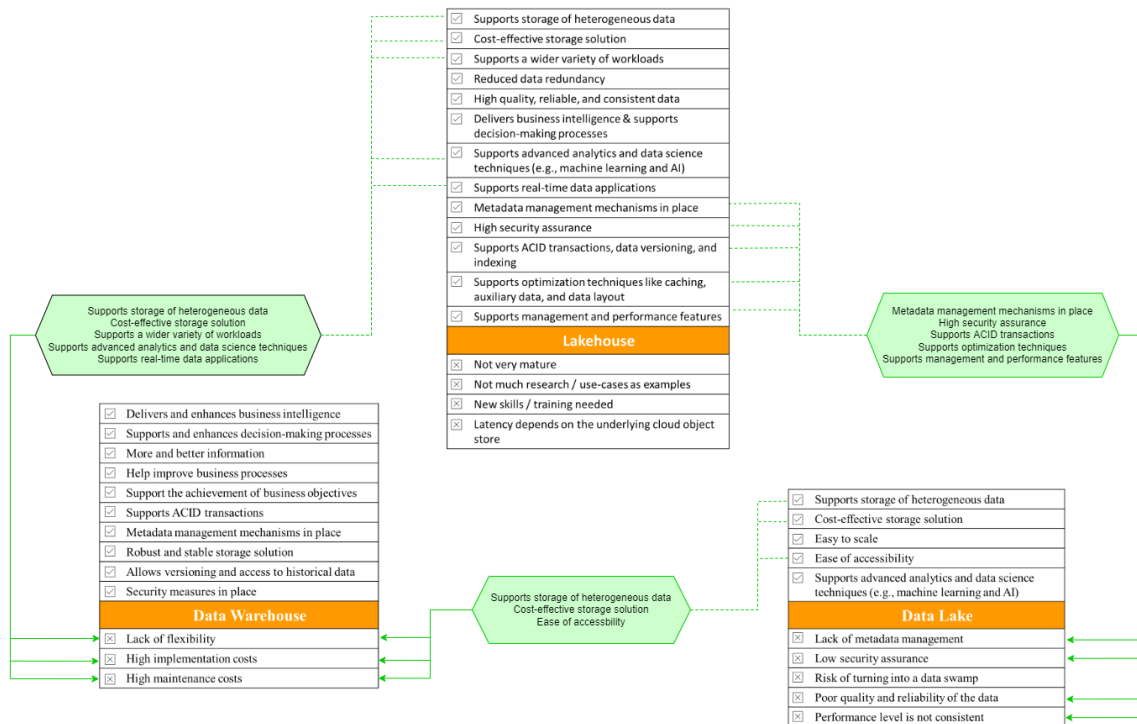 Supports storage of heterogeneous data
Cost-effective storage solution
Supports a wider variety of workloads
Reduced data redundancy
High quality, reliable, and consistent data
Delivers business intelligence & supports
decision-making processes
Supports advanced analytics and data science
techniques (e.g., machine learning and AI)
Supports real-time data applications
Metadata management mechanisms in place
High security assurance
Supports ACID transactions, data versioning, and
indexing
Supports optimization techniques like caching,
auxiliary data, and data layout
Supports management and performance features
Lakehouse
Not very mature
Not much research / use-cases as examples
New skills / training needed
Latency depends on the underlying cloud object
store
Supports storage of heterogeneous data
Cost-effective storage solution
Supports a wider variety of workloads
Supports advanced analytics and data science techniques
Supports real-time data applications
Metadata management mechanisms in place
High security assurance
Supports ACID transactions
Supports optimization techniques
Supports management and performance features
Delivers and enhances business intelligence
Supports and enhances decision-making processes
More and better information
Help improve business processes
Support the achievement of business objectives
Supports ACID transactions
Metadata management mechanisms in place
Robust and stable storage solution
Allows versioning and access to historical data
Security measures in place
Data Warehouse
Lack of flexibility
High implementation costs
High maintenance costs
Supports storage of heterogeneous data
Cost-effective storage solution
Ease of accessbility
Supports storage of heterogeneous data
Cost-effective storage solution
Easy to scale
Ease of accessibility
Supports advanced analytics and data science
techniques (e.g., machine learning and AI)
Data Lake
Lack of metadata management
Low security assurance
Risk of turning into a data swamp
Poor quality and reliability of the data
Performance level is not consistent